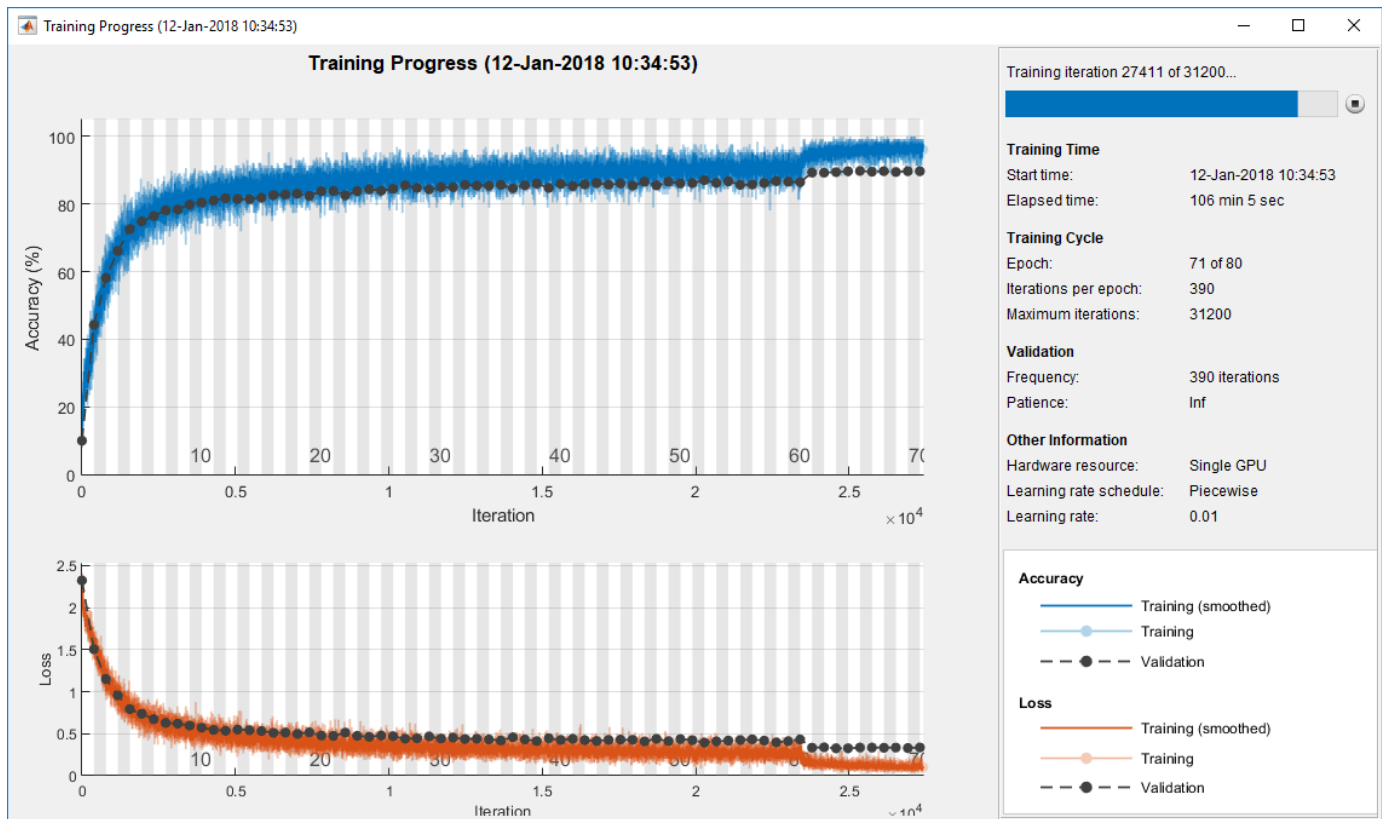 Training Progress (12-Jan-2018 10:34:53)
Training Progress (12-Jan-2018 10:34:53)
Accuracy (%)
100
80
60
40
20
0
10 20 30 40 50 60 70
0 0.5 1 1.5 2 2.5
Iteration
×10⁴
Loss
2.5
2
1.5
1
0.5
0
10 20 30 40 50 60 7
0 0.5 1 1.5 2 2.5
Iteration
×10⁴
Training iteration 27411 of 31200...
Training Time
Start time: 12-Jan-2018 10:34:53
Elapsed time: 106 min 5 sec
Training Cycle
Epoch: 71 of 80
Iterations per epoch: 390
Maximum iterations: 31200
Validation
Frequency: 390 iterations
Patience: Inf
Other Information
Hardware resource: Single GPU
Learning rate schedule: Piecewise
Learning rate: 0.01
Accuracy
Training (smoothed)
Training
Validation
Loss
Training (smoothed)
Training
Validation